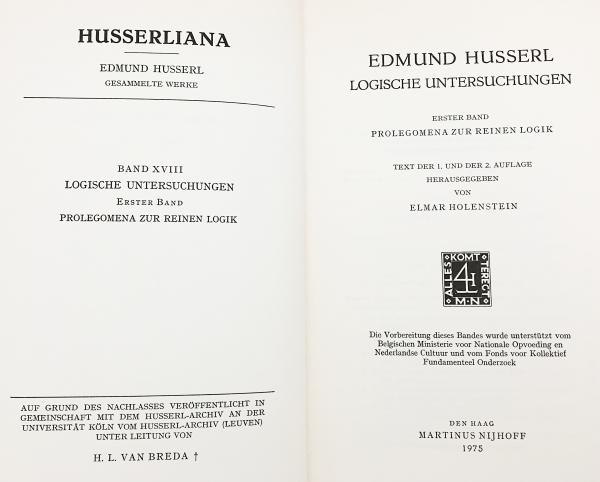 HUSSERLIANA
EDMUND HUSSERL
GESAMMELTE WERKE
BAND XVIII
LOGISCHE UNTERSUCHUNGEN
ERSTER BAND
PROLEGOMENA ZUR REINEN LOGIK
AUF GRUND DES NACHLASSES VERÖFFENTLICHT IN
GEMEINSCHAFT MIT DEM HUSSERL-ARCHIV AN DER
UNIVERSITÄT KÖLN VOM HUSSERL-ARCHIV (LEUVEN)
UNTER LEITUNG VON
H. L. VAN BREDA †
EDMUND HUSSERL
LOGISCHE UNTERSUCHUNGEN
ERSTER BAND
PROLEGOMENA ZUR REINEN LOGIK
TEXT DER 1. UND DER 2. AUFLAGE
HERAUSGEGEBEN
VON
ELMAR HOLENSTEIN
ALLES
KOMT
TERECT
M·N
Die Vorbereitung dieses Bandes wurde unterstützt vom
Belgischen Ministerie voor Nationale Opvoeding en
Nederlandse Cultuur und vom Fonds voor Kollektief
Fundamenteel Onderzoek
DEN HAAG
MARTINUS NIJHOFF
1975